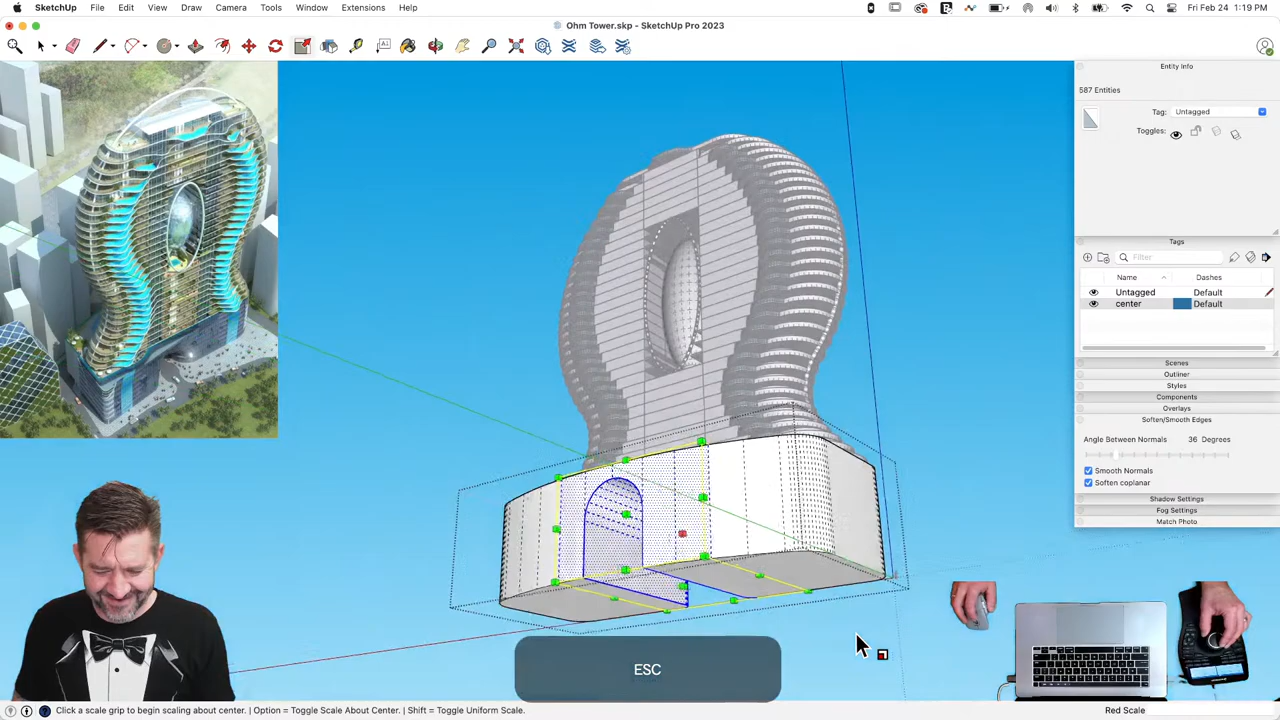 SketchUp File Edit View Camera Draw Tools Window Extensions Help
Fri Feb 24 1:19 PM
Ohm Tower.skp - SketchUp Pro 2023
Entity Info
587 Entities
Tag: Untagged
Toggles:
Tags
Filter
Name Dashes
Untagged Default
center Default
Scenes
Outliner
Styles
Components
Overlays
Soften/Smooth Edges
Angle Between Normals 36 Degrees
Smooth Normals
Soften coplanar
Shadow Settings
Fog Settings
Match Photo
ESC
Click a scale grip to begin scaling about center. | Option = Toggle Scale About Center. | Shift = Toggle Uniform Scale.
Red Scale